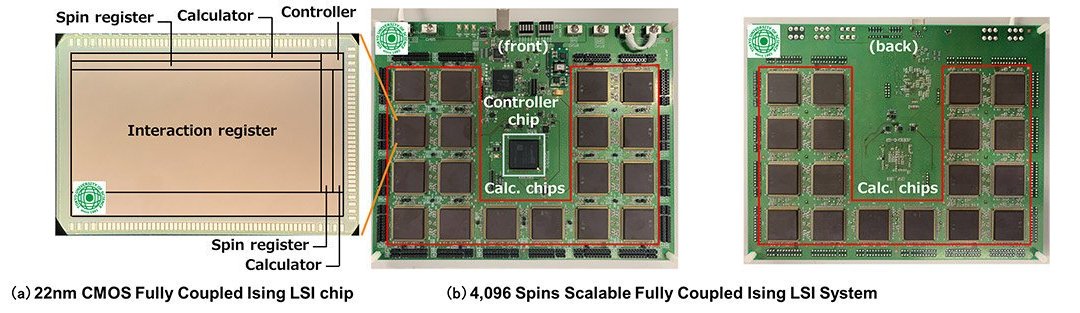 Spin register
Calculator
Controller
Interaction register
Spin register
Calculator
(front)
Controller
chip
Calc. chips
(back)
Calc. chips
(a) 22nm CMOS Fully Coupled Ising LSI chip
(b) 4,096 Spins Scalable Fully Coupled Ising LSI System